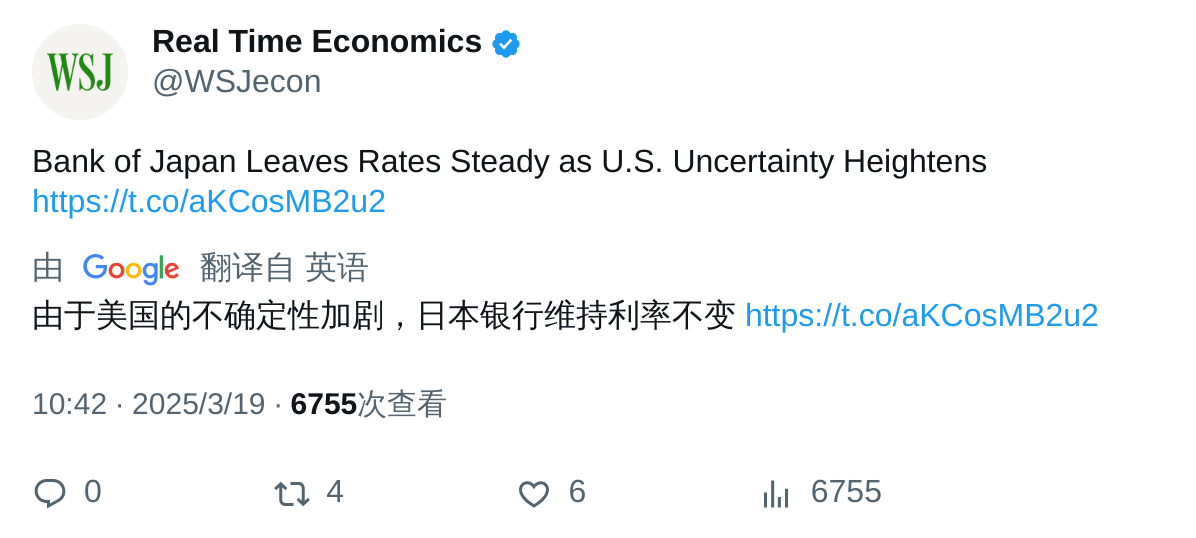 WSJ
Real Time Economics
@WSJecon
Bank of Japan Leaves Rates Steady as U.S. Uncertainty Heightens
https://t.co/aKCosMB2u2
由 Google 翻译自 英语
由于美国的不确定性加剧，日本银行维持利率不变 https://t.co/aKCosMB2u2
10:42 · 2025/3/19 · 6755次查看
0 4 6 6755